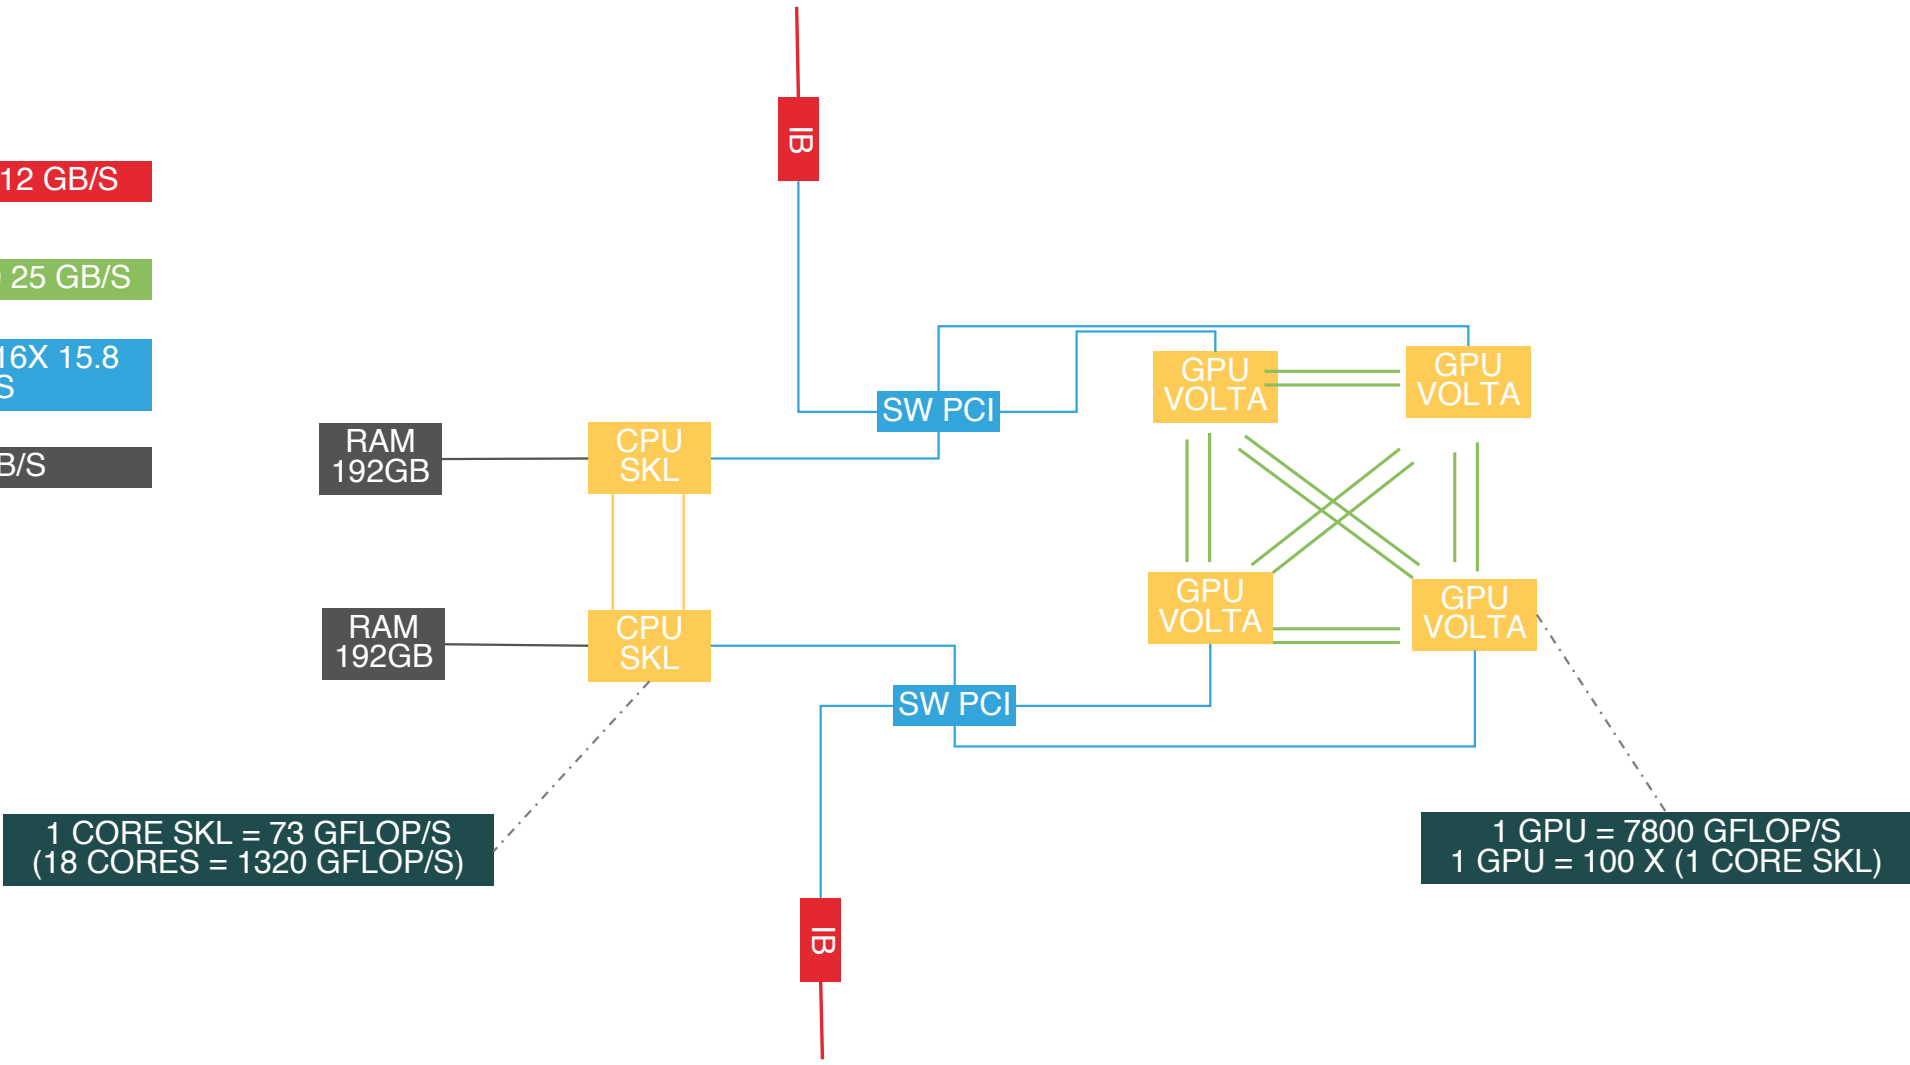 IB
12 GB/S
25 GB/S
16X 15.8
S
B/S
SW PCI
GPU
VOLTA
GPU
VOLTA
RAM
192GB
CPU
SKL
GPU
VOLTA
GPU
VOLTA
RAM
192GB
CPU
SKL
SW PCI
1 CORE SKL = 73 GFLOP/S
(18 CORES = 1320 GFLOP/S)
1 GPU = 7800 GFLOP/S
1 GPU = 100 X (1 CORE SKL)
IB